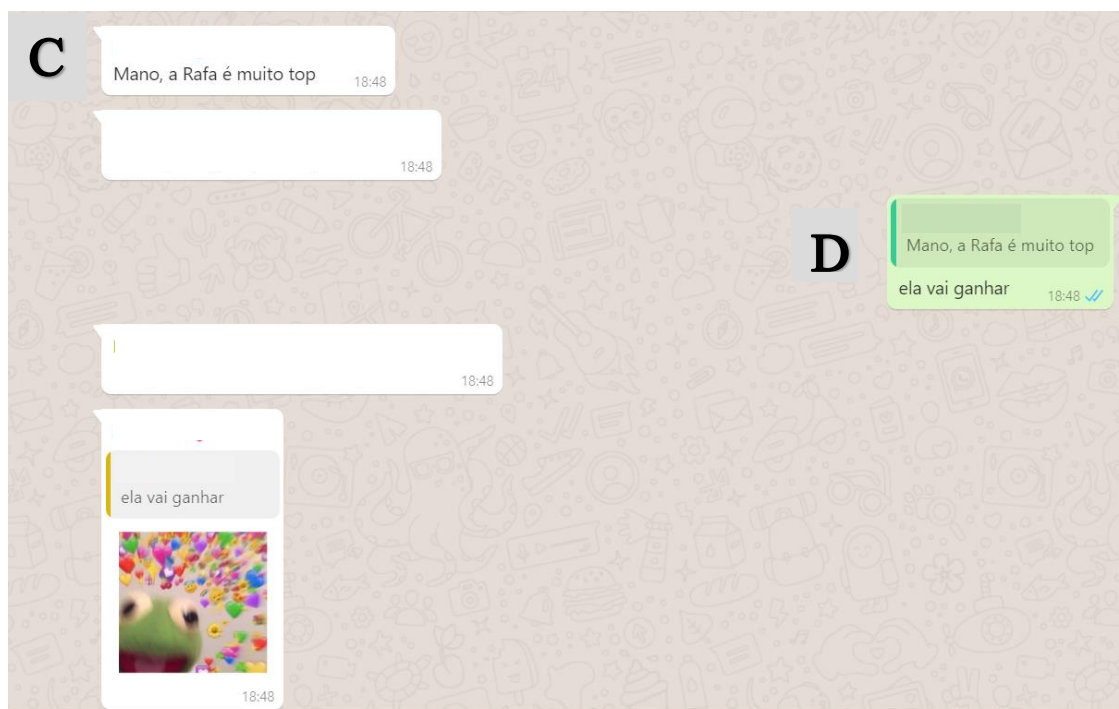 C
Mano, a Rafa é muito top
18:48
18:48
D
Mano, a Rafa é muito top
ela vai ganhar
18:48
18:48
ela vai ganhar
18:48